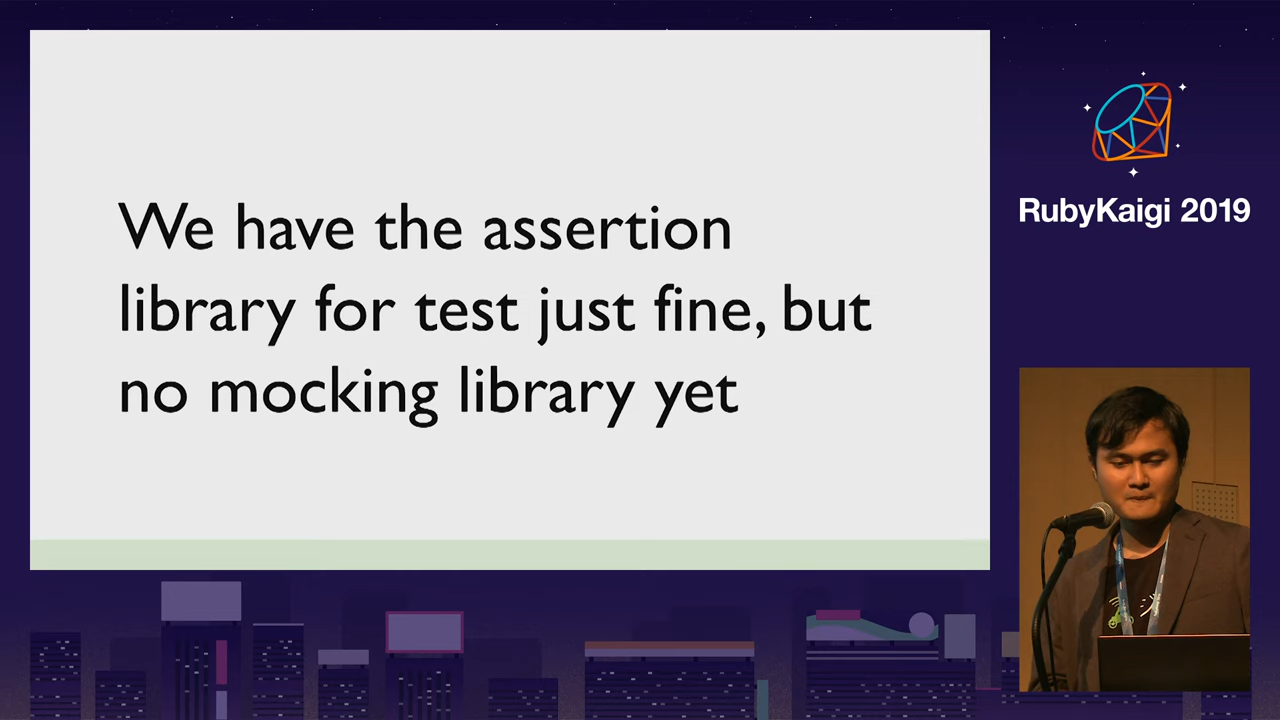 We have the assertion
library for test just fine, but
no mocking library yet
RubyKaigi 2019